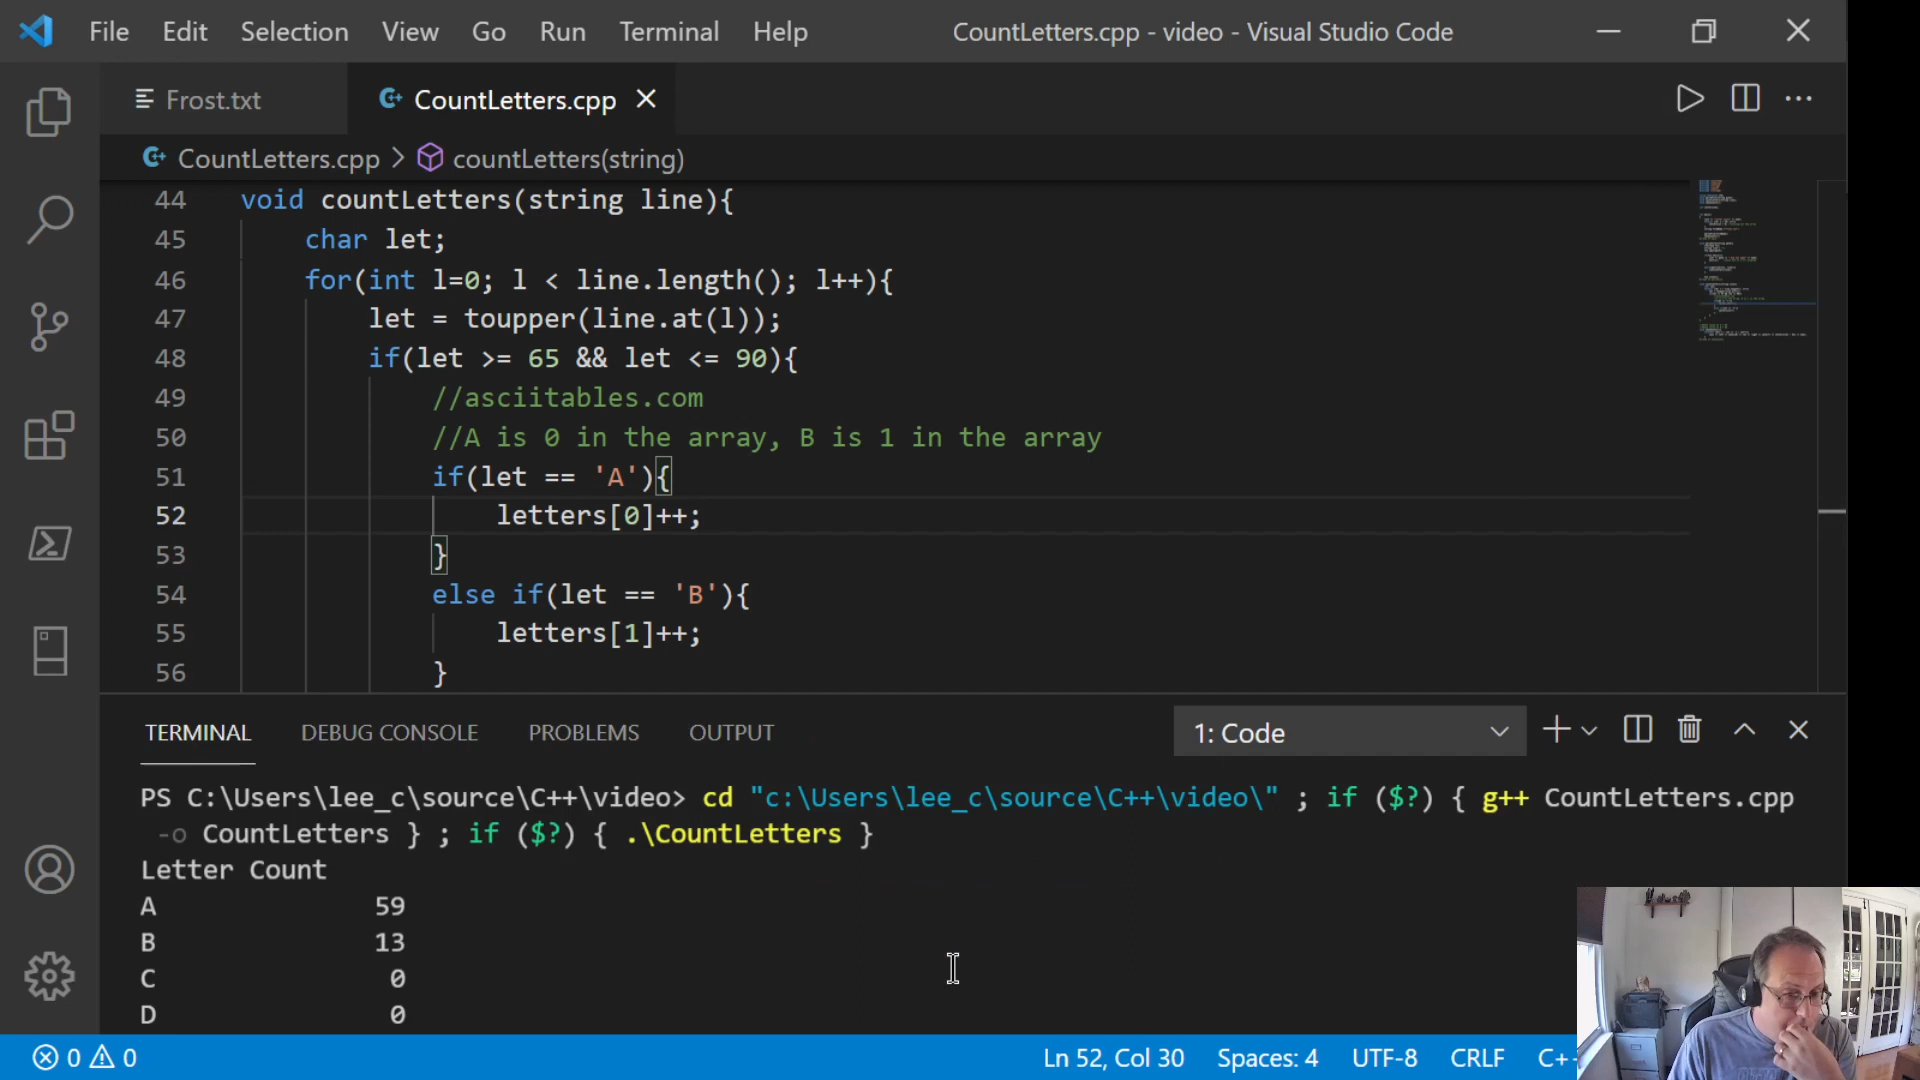 File Edit Selection View Go Run Terminal Help CountLetters.cpp - video - Visual Studio Code
Frost.txt CountLetters.cpp
CountLetters.cpp > countLetters(string)
44 void countLetters(string line){
45 char let;
46 for(int l=0; l < line.length(); l++){
47 let = toupper(line.at(l));
48 if(let >= 65 && let <= 90){
49 //asciitables.com
50 //A is 0 in the array, B is 1 in the array
51 if(let == 'A'){
52 letters[0]++;
53 }
54 else if(let == 'B'){
55 letters[1]++;
56 }
TERMINAL DEBUG CONSOLE PROBLEMS OUTPUT 1: Code
PS C:\Users\lee_c\source\C++\video> cd "c:\Users\lee_c\source\C++\video\" ; if ($?) { g++ CountLetters.cpp
-o CountLetters } ; if ($?) { .\CountLetters }
Letter Count
A 59
B 13
C 0
D 0
0 0 Ln 52, Col 30 Spaces: 4 UTF-8 CRLF C++